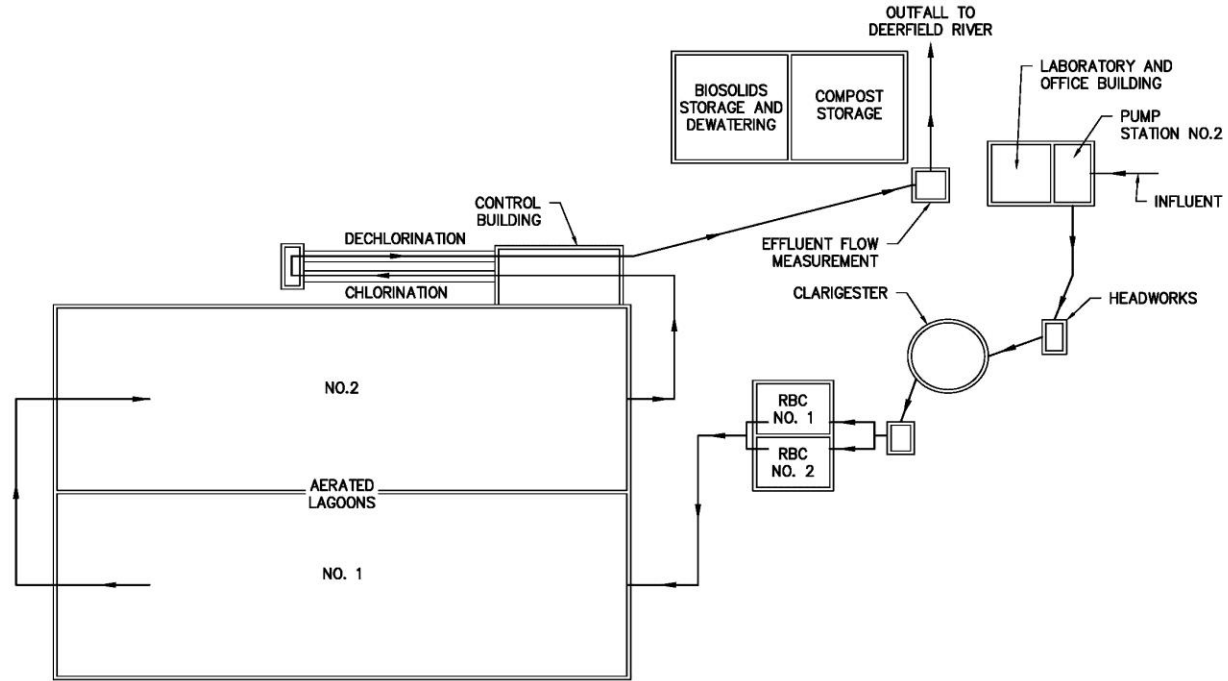 OUTFALL TO
DEERFIELD RIVER
LABORATORY AND
OFFICE BUILDING
BIOSOLIDS
STORAGE AND
DEWATERING
COMPOST
STORAGE
PUMP
STATION NO.2
INFLUENT
CONTROL
BUILDING
DECHLORINATION
EFFLUENT FLOW
MEASUREMENT
CHLORINATION
CLARIGESTER
HEADWORKS
NO.2
RBC
NO. 1
RBC
NO. 2
AERATED
LAGOONS
NO. 1